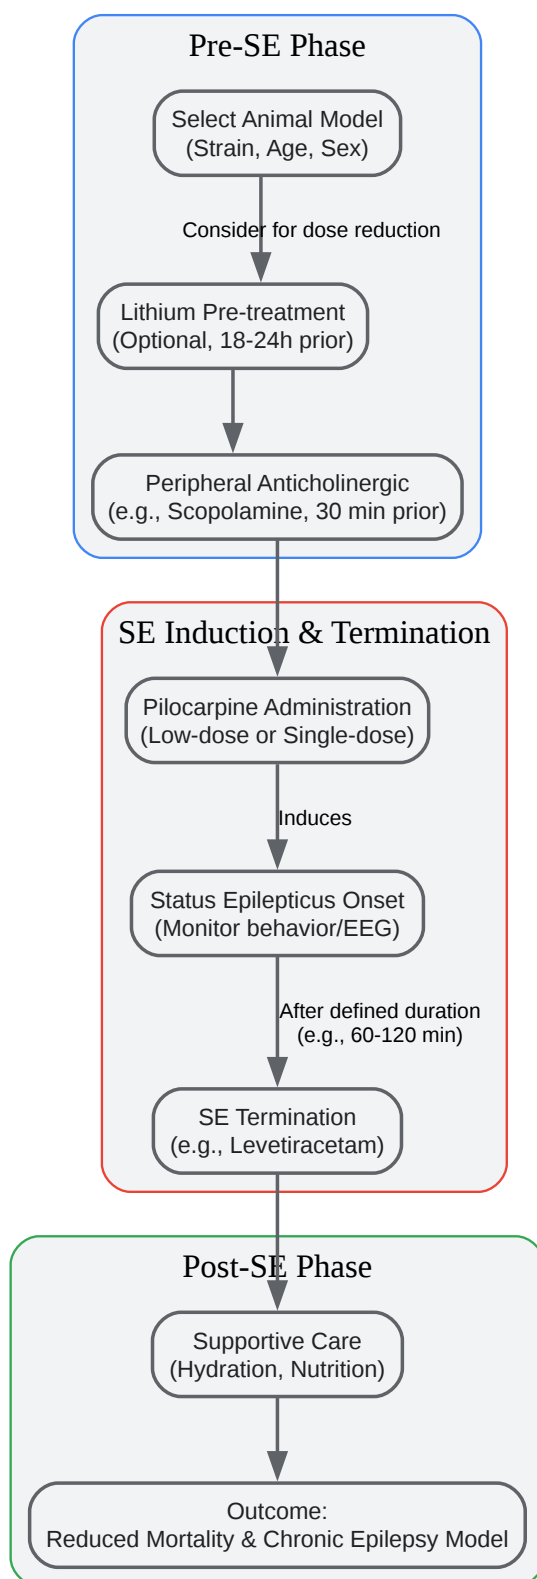 Pre-SE Phase
Select Animal Model
(Strain, Age, Sex)
Consider for dose reduction
Lithium Pre-treatment
(Optional, 18-24h prior)
Peripheral Anticholinergic
(e.g., Scopolamine, 30 min prior)
SE Induction & Termination
Pilocarpine Administration
(Low-dose or Single-dose)
Induces
Status Epilepticus Onset
(Monitor behavior/EEG)
After defined duration
(e.g., 60-120 min)
SE Termination
(e.g., Levetiracetam)
Post-SE Phase
Supportive Care
(Hydration, Nutrition)
Outcome:
Reduced Mortality & Chronic Epilepsy Model